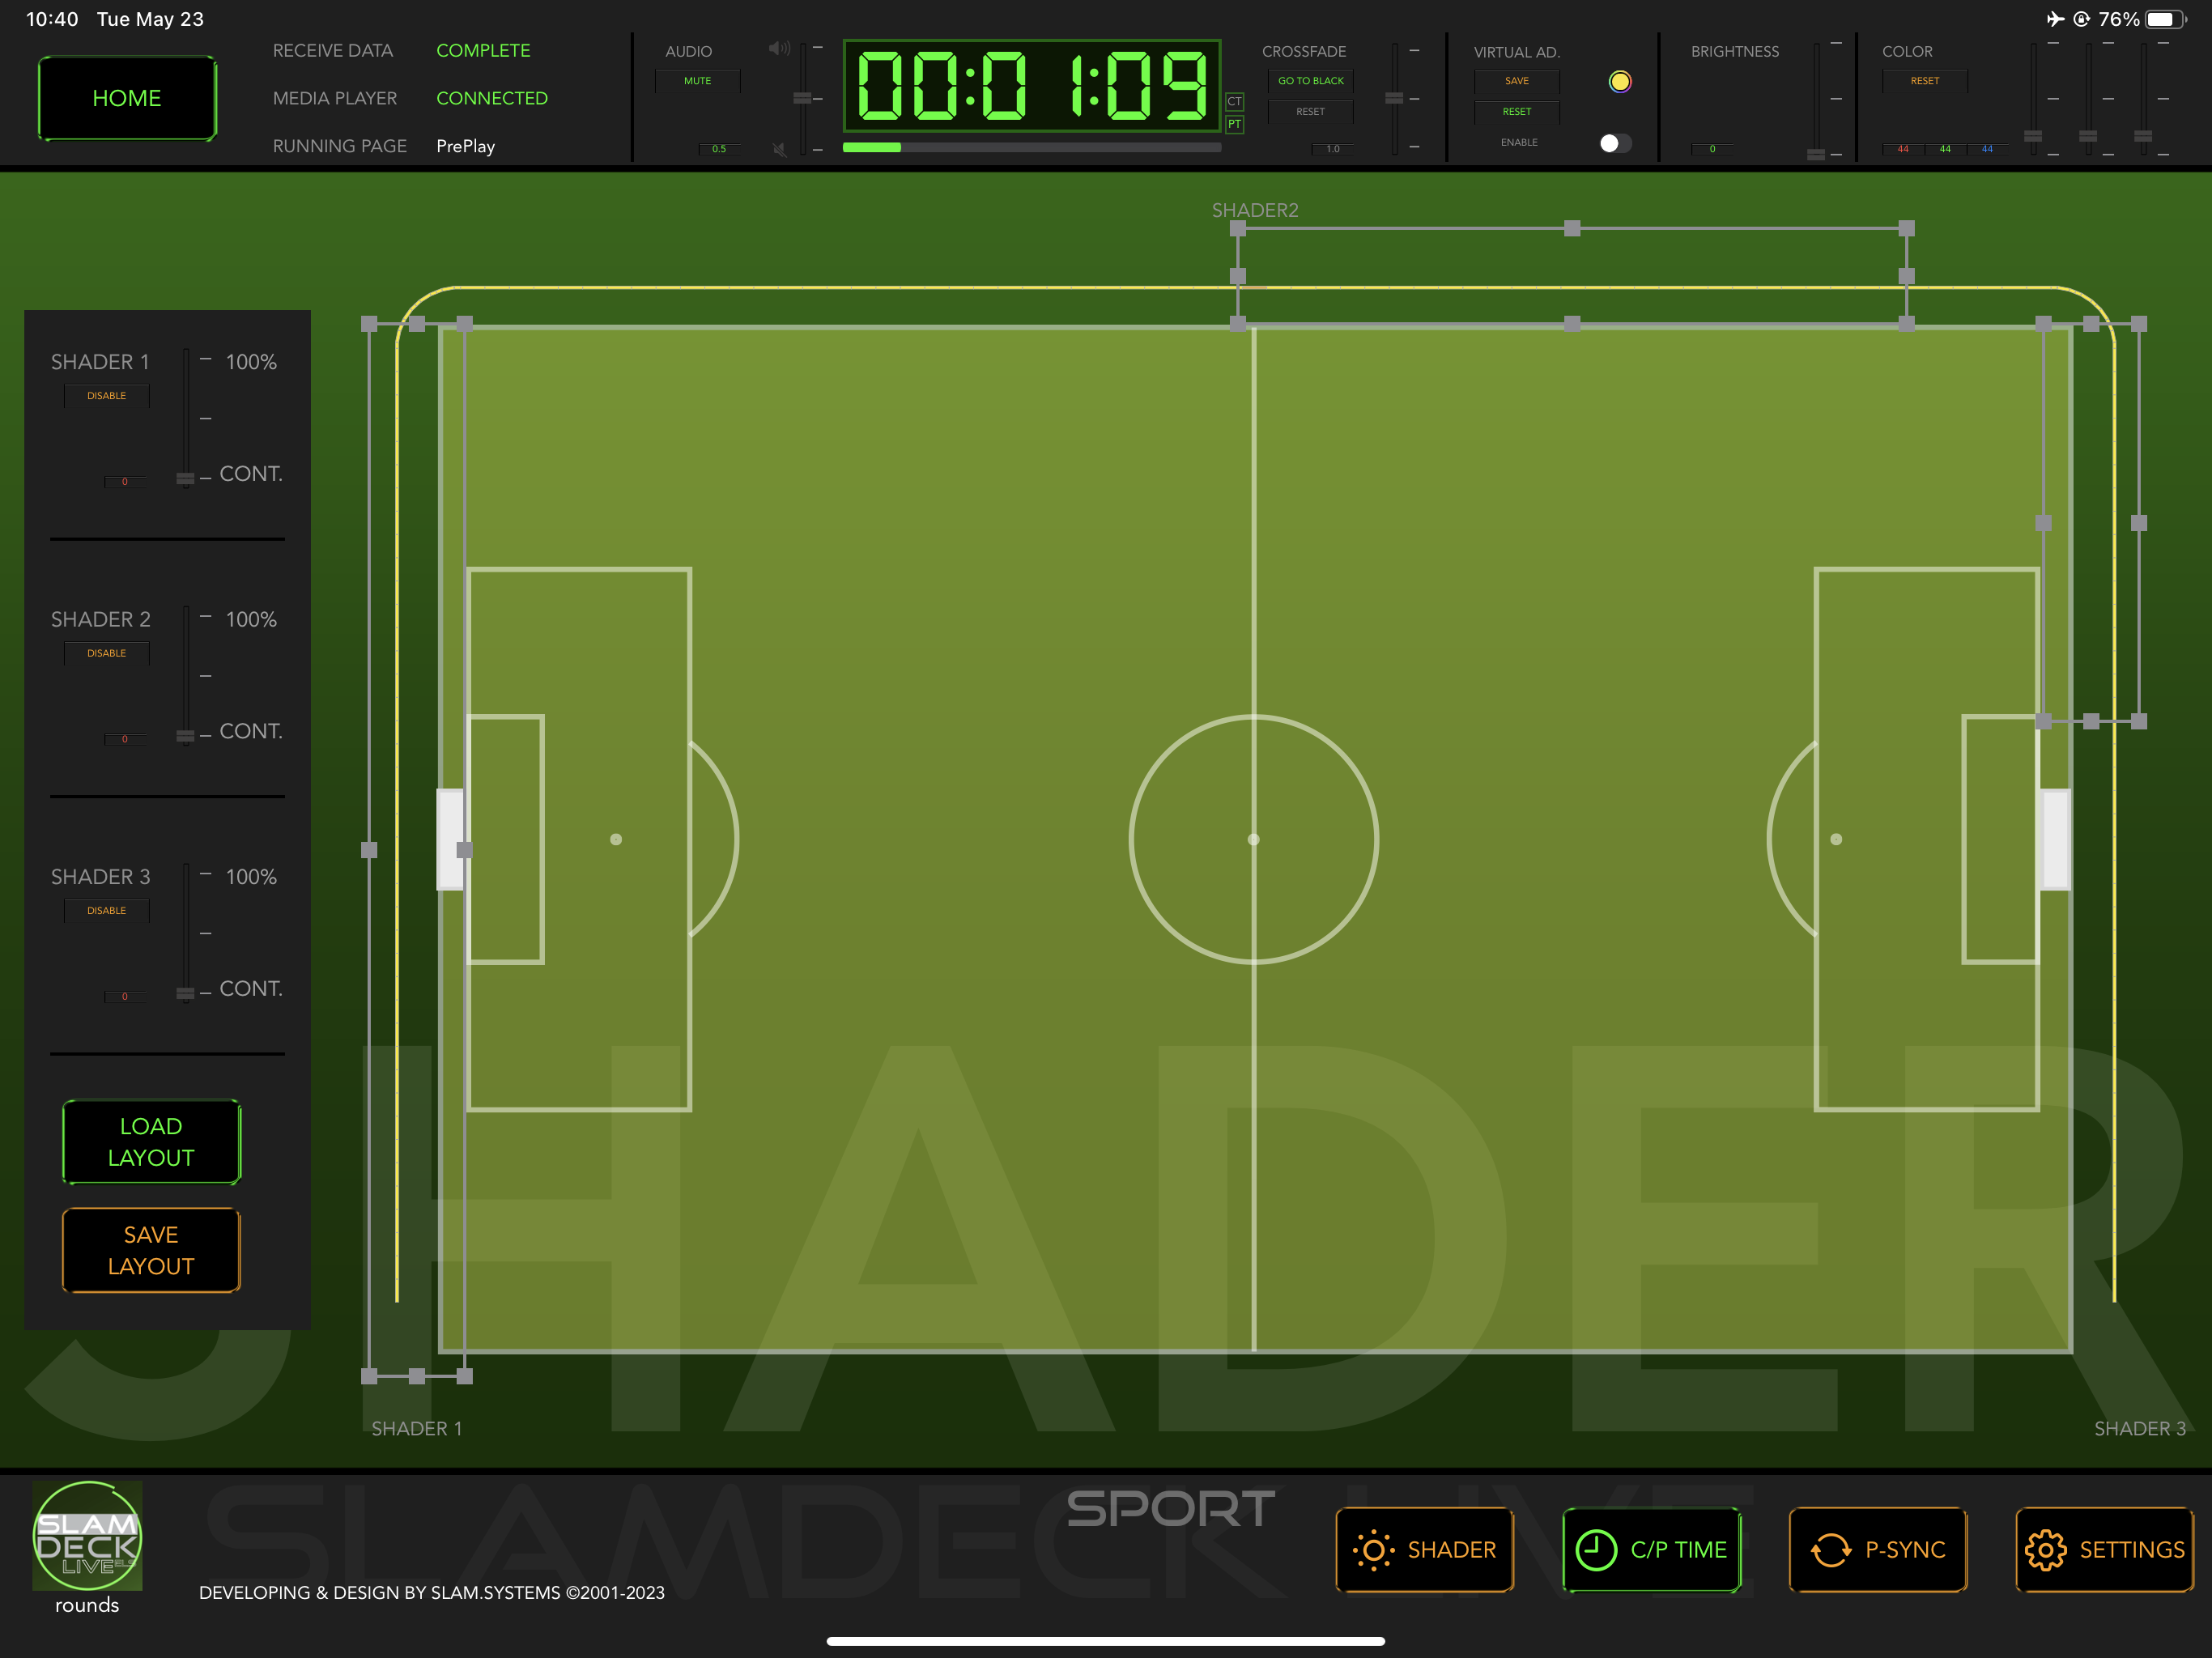 10:40 Tue May 23
76%
HOME
RECEIVE DATA COMPLETE
MEDIA PLAYER CONNECTED
RUNNING PAGE PrePlay
AUDIO
MUTE
0.5
00:01:09
CT
PT
CROSSFADE
GO TO BLACK
RESET
1.0
VIRTUAL AD.
SAVE
RESET
ENABLE
BRIGHTNESS
0
COLOR
RESET
44 44 44
SHADER2
SHADER 1 100%
DISABLE
CONT.
0
SHADER 2 100%
DISABLE
CONT.
0
SHADER 3 100%
DISABLE
CONT.
0
LOAD
LAYOUT
SAVE
LAYOUT
SHADER
SHADER 1
SHADER 3
SLAM
DECK
LIVE
rounds
SLAMDECK LIVE
SPORT
DEVELOPING & DESIGN BY SLAM.SYSTEMS ©2001-2023
SHADER
C/P TIME
P-SYNC
SETTINGS